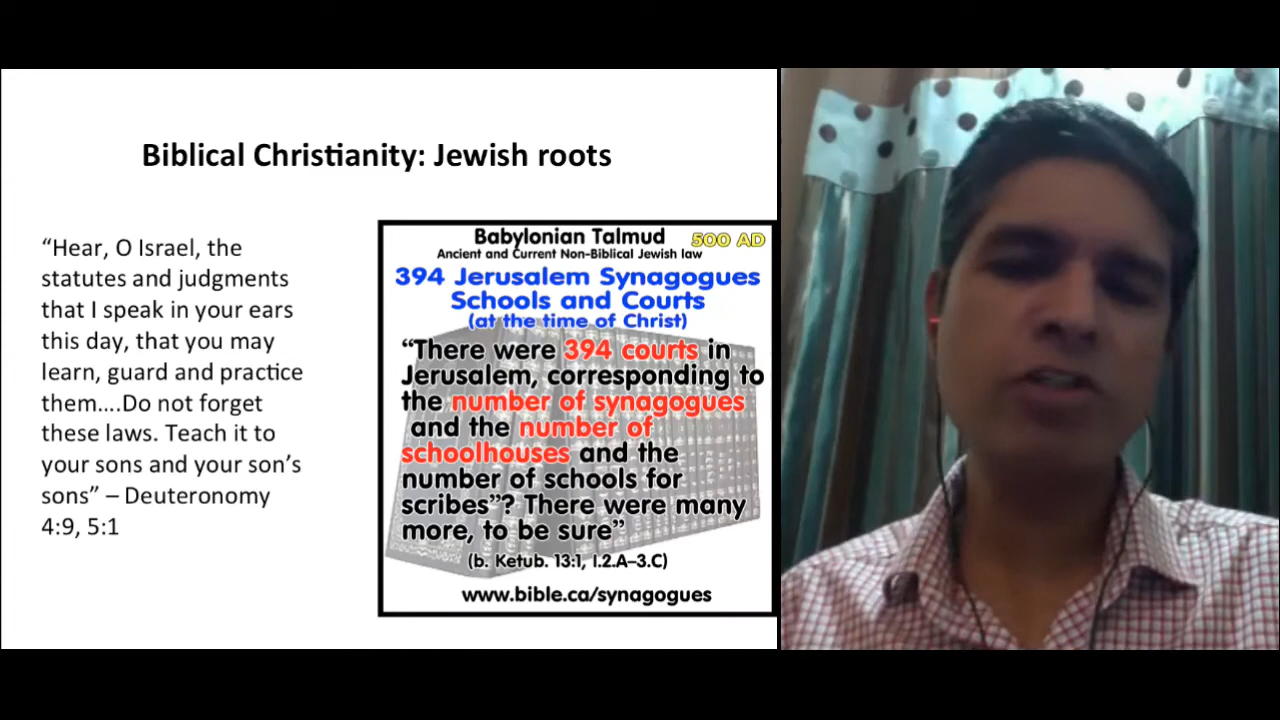 Biblical Christianity: Jewish roots
“Hear, O Israel, the
statutes and judgments
that I speak in your ears
this day, that you may
learn, guard and practice
them....Do not forget
these laws. Teach it to
your sons and your son’s
sons” – Deuteronomy
4:9, 5:1
Babylonian Talmud 500 AD
Ancient and Current Non-Biblical Jewish law
394 Jerusalem Synagogues
Schools and Courts
(at the time of Christ)
“There were 394 courts in
Jerusalem, corresponding to
the number of synagogues
and the number of
schoolhouses and the
number of schools for
scribes”? There were many
more, to be sure”
(b. Ketub. 13:1, I.2.A–3.C)
www.bible.ca/synagogues